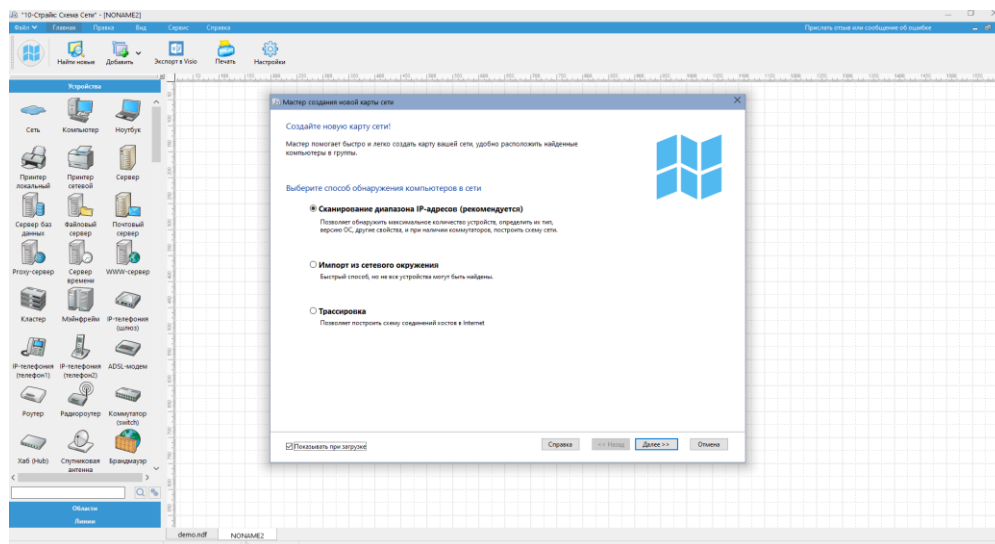 "10-Страйк: Схема Сети" - [NONAME2]
Файл Главная Правка Вид Сервис Справка
Прислать отзыв или сообщение об ошибке
Найти новые Добавить Экспорт в Visio Печать Настройки
Устройства
Сеть Компьютер Ноутбук
Принтер локальный
Принтер сетевой
Сервер
Сервер баз данных
Файловый сервер
Почтовый сервер
Proxy-сервер
Сервер времени
WWW-сервер
Кластер Мэйнфрейм
IP-телефония (шлюз)
IP-телефония (телефон1)
IP-телефония (телефон2)
ADSL-модем
Роутер Радиороутер
Коммутатор (switch)
Хаб (Hub)
Спутниковая антенна
Брандмауэр
Области
Линии
Мастер создания новой карты сети
Создайте новую карту сети!
Мастер помогает быстро и легко создать карту вашей сети, удобно расположить найденные
компьютеры в группы.
Выберите способ обнаружения компьютеров в сети
Сканирование диапазона IP-адресов (рекомендуется)
Позволяет обнаружить максимальное количество устройств, определить их тип,
версию ОС, другие свойства, и при наличии коммутаторов, построить схему сети.
Импорт из сетевого окружения
Быстрый способ, но не все устройства могут быть найдены.
Трассировка
Позволяет построить схему соединений хостов в Internet
Показывать при загрузке
Справка << Назад Далее >> Отмена
demo.ndf NONAME2